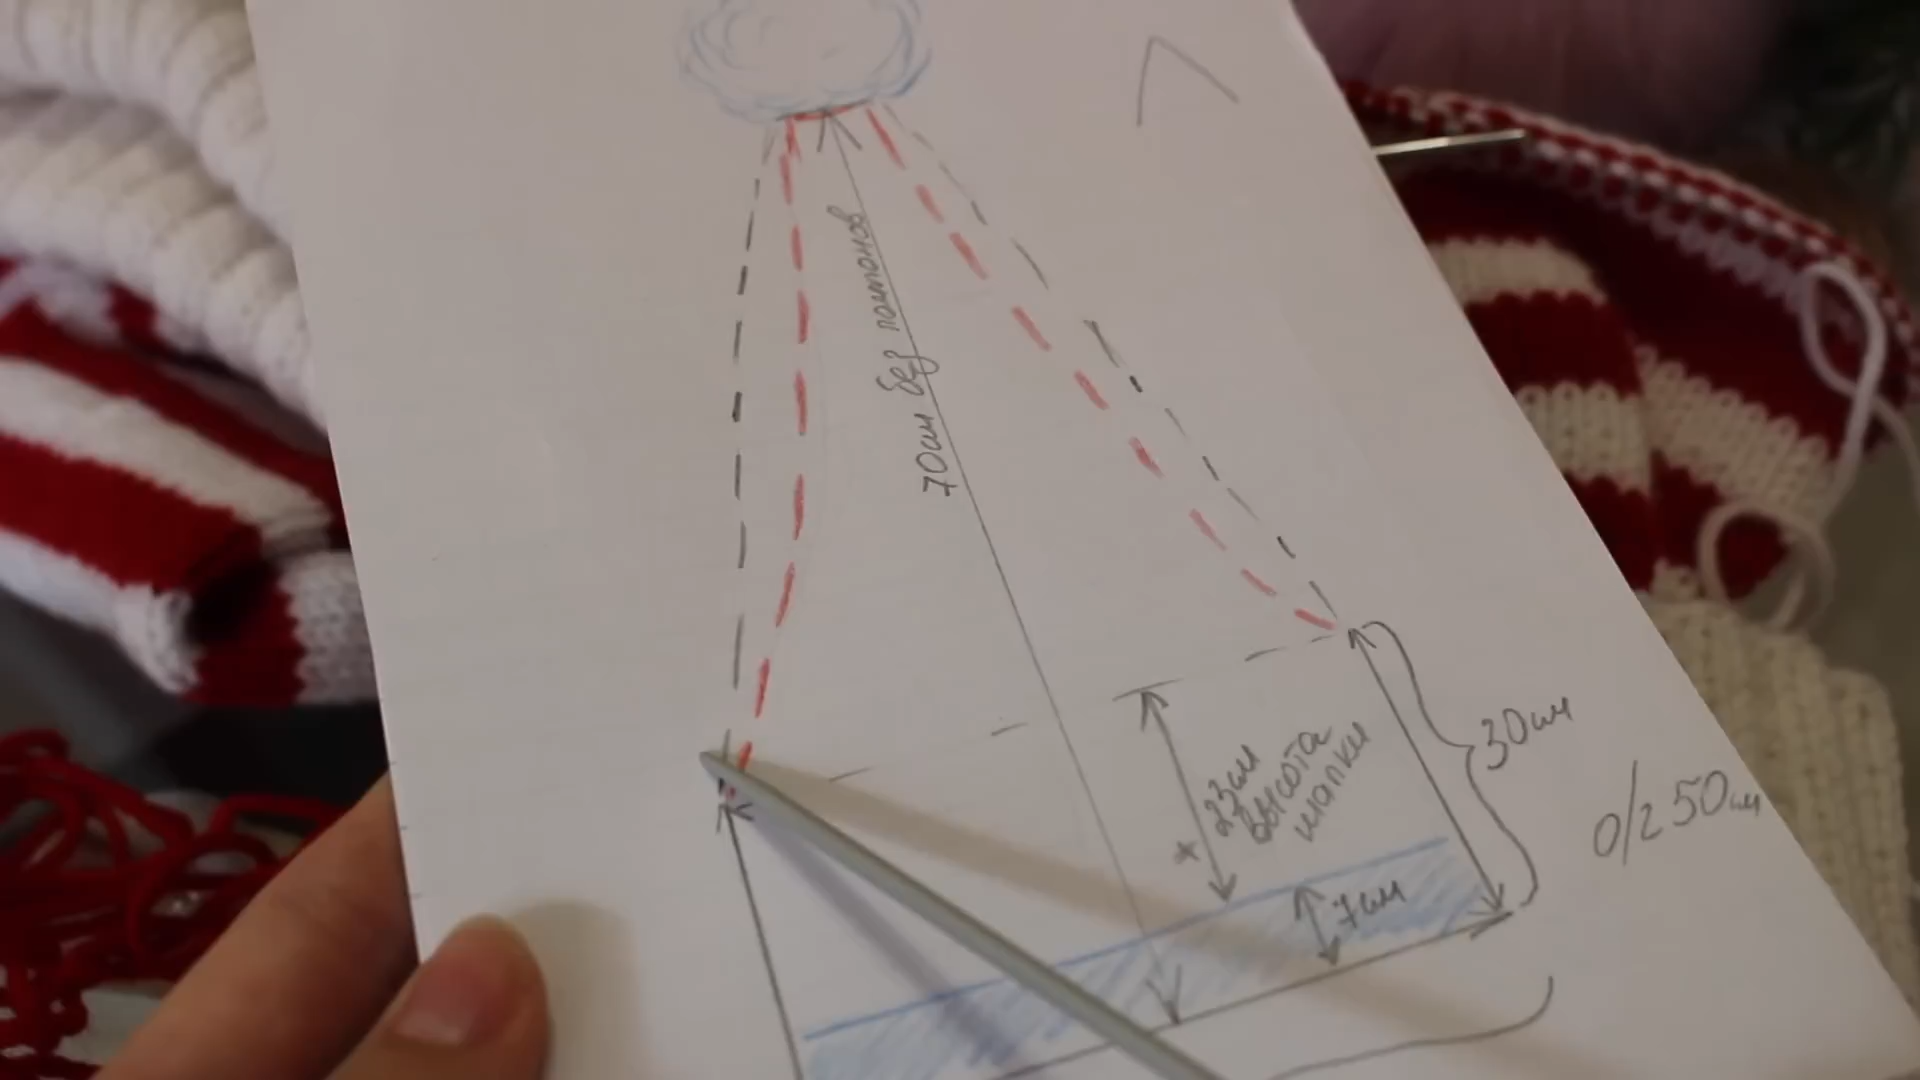 70см без помпонов
* 23см
высота
шапки
30см
7см
о/г 50см